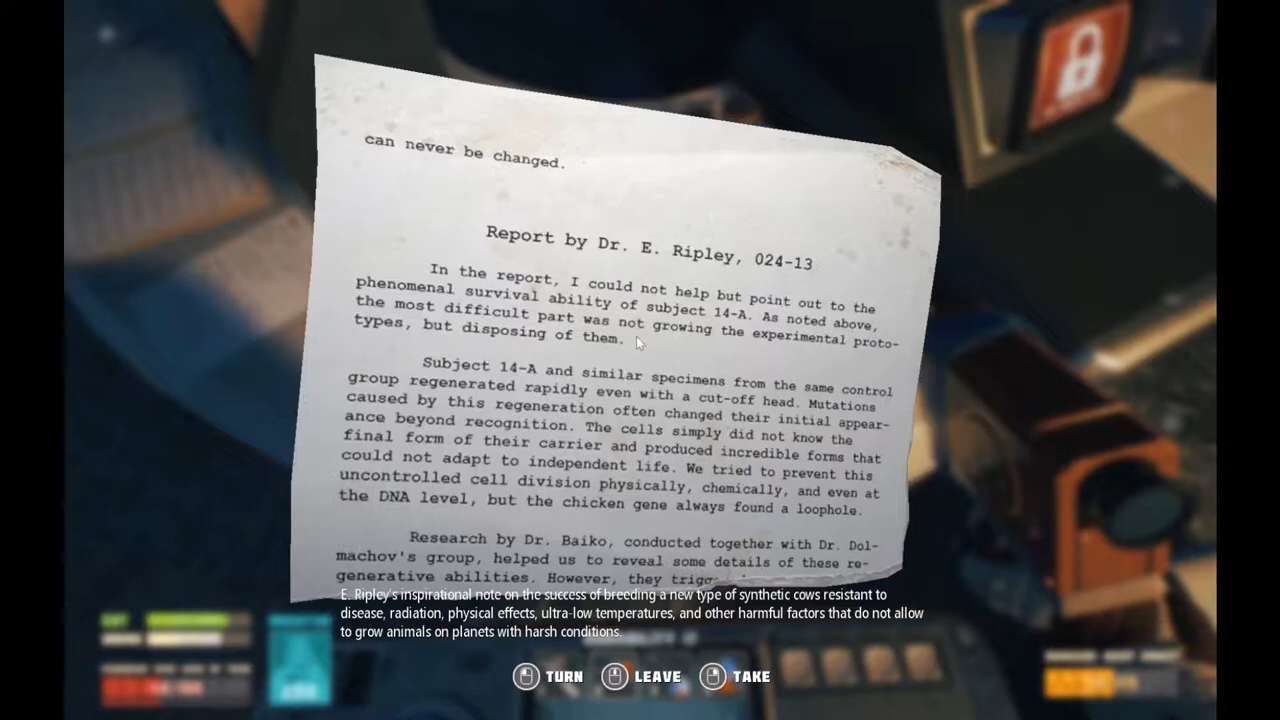 can never be changed.
Report by Dr. E. Ripley, 024-13
In the report, I could not help but point out to the
phenomenal survival ability of subject 14-A. As noted above,
the most difficult part was not growing the experimental proto-
types, but disposing of them.
Subject 14-A and similar specimens from the same control
group regenerated rapidly even with a cut-off head. Mutations
caused by this regeneration often changed their initial appear-
ance beyond recognition. The cells simply did not know the
final form of their carrier and produced incredible forms that
could not adapt to independent life. We tried to prevent this
uncontrolled cell division physically, chemically, and even at
the DNA level, but the chicken gene always found a loophole.
Research by Dr. Baiko, conducted together with Dr. Dol-
machov's group, helped us to reveal some details of these re-
generative abilities. However, they
E. Ripley's inspirational note on the success of breeding a new type of synthetic cows resistant to
disease, radiation, physical effects, ultra-low temperatures, and other harmful factors that do not allow
to grow animals on planets with harsh conditions.
TURN LEAVE TAKE